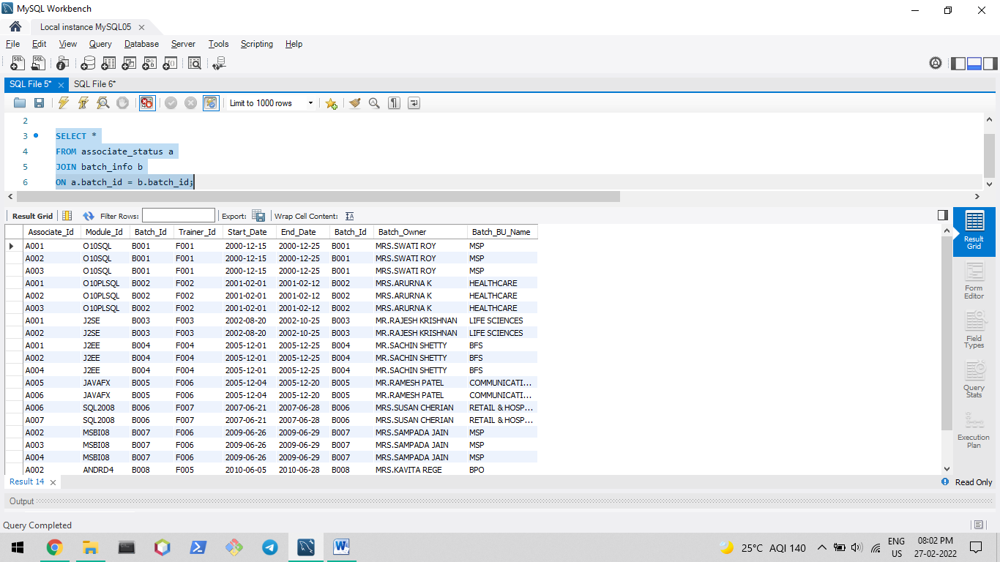 MySQL Workbench
Local instance MySQL05
File Edit View Query Database Server Tools Scripting Help
SQL File 5* SQL File 6*
Limit to 1000 rows
2
3 SELECT *
4 FROM associate_status a
5 JOIN batch_info b
6 ON a.batch_id = b.batch_id;
Result Grid Filter Rows: Export: Wrap Cell Content:
Associate_Id Module_Id Batch_Id Trainer_Id Start_Date End_Date Batch_Id Batch_Owner Batch_BU_Name
A001 O10SQL B001 F001 2000-12-15 2000-12-25 B001 MRS.SWATI ROY MSP
A002 O10SQL B001 F001 2000-12-15 2000-12-25 B001 MRS.SWATI ROY MSP
A003 O10SQL B001 F001 2000-12-15 2000-12-25 B001 MRS.SWATI ROY MSP
A001 O10PLSQL B002 F002 2001-02-01 2001-02-12 B002 MRS.ARURNA K HEALTHCARE
A002 O10PLSQL B002 F002 2001-02-01 2001-02-12 B002 MRS.ARURNA K HEALTHCARE
A003 O10PLSQL B002 F002 2001-02-01 2001-02-12 B002 MRS.ARURNA K HEALTHCARE
A001 J2SE B003 F003 2002-08-20 2002-10-25 B003 MR.RAJESH KRISHNAN LIFE SCIENCES
A002 J2SE B003 F003 2002-08-20 2002-10-25 B003 MR.RAJESH KRISHNAN LIFE SCIENCES
A001 J2EE B004 F004 2005-12-01 2005-12-25 B004 MR.SACHIN SHETTY BFS
A002 J2EE B004 F004 2005-12-01 2005-12-25 B004 MR.SACHIN SHETTY BFS
A004 J2EE B004 F004 2005-12-01 2005-12-25 B004 MR.SACHIN SHETTY BFS
A005 JAVAFX B005 F006 2005-12-04 2005-12-20 B005 MR.RAMESH PATEL COMMUNICATI...
A006 JAVAFX B005 F006 2005-12-04 2005-12-20 B005 MR.RAMESH PATEL COMMUNICATI...
A006 SQL2008 B006 F007 2007-06-21 2007-06-28 B006 MRS.SUSAN CHERIAN RETAIL & HOSP...
A007 SQL2008 B006 F007 2007-06-21 2007-06-28 B006 MRS.SUSAN CHERIAN RETAIL & HOSP...
A002 MSBI08 B007 F006 2009-06-26 2009-06-29 B007 MRS.SAMPADA JAIN MSP
A003 MSBI08 B007 F006 2009-06-26 2009-06-29 B007 MRS.SAMPADA JAIN MSP
A004 MSBI08 B007 F006 2009-06-26 2009-06-29 B007 MRS.SAMPADA JAIN MSP
A002 ANDRD4 B008 F005 2010-06-05 2010-06-28 B008 MRS.KAVITA REGE BPO
Result
Grid
Form
Editor
Field
Types
Query
Stats
Execution
Plan
Result 14 Read Only
Output
Query Completed
25°C AQI 140
ENG
US
08:02 PM
27-02-2022